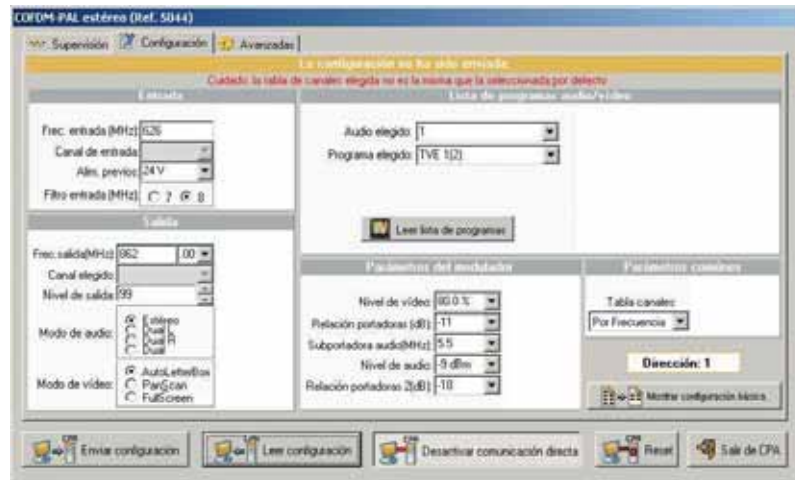 COFDM-PAL estéreo (Ref. 5044)
Supervisión
Configuración
Avanzadas
La configuración no ha sido enviada
Cuidado: la tabla de canales elegida no es la misma que la seleccionada por defecto
Entrada
Frec. entrada (MHz) 626
Canal de entrada
Alim. previos 24 V
Filtro entrada (MHz) 7 8
Salida
Frec. salida(MHz) 862 .00
Canal elegido
Nivel de salida 99
Modo de audio: Estéreo
Dual L
Dual R
Dual
Modo de vídeo: AutoLetterBox
PanScan
FullScreen
Lista de programas audio/vídeo
Audio elegido 1
Programa elegido TVE 1(2)
Leer lista de programas
Parámetros del modulador
Nivel de vídeo 80.0 %
Relación portadoras (dB) -11
Subportadora audio(MHz) 5.5
Nivel de audio -9 dBm
Relación portadoras 2(dB) -18
Parámetros comunes
Tabla canales:
Por Frecuencia
Dirección: 1
Mostrar configuración básica
Enviar configuración
Leer configuración
Desactivar comunicación directa
Reset
Salir de CPA